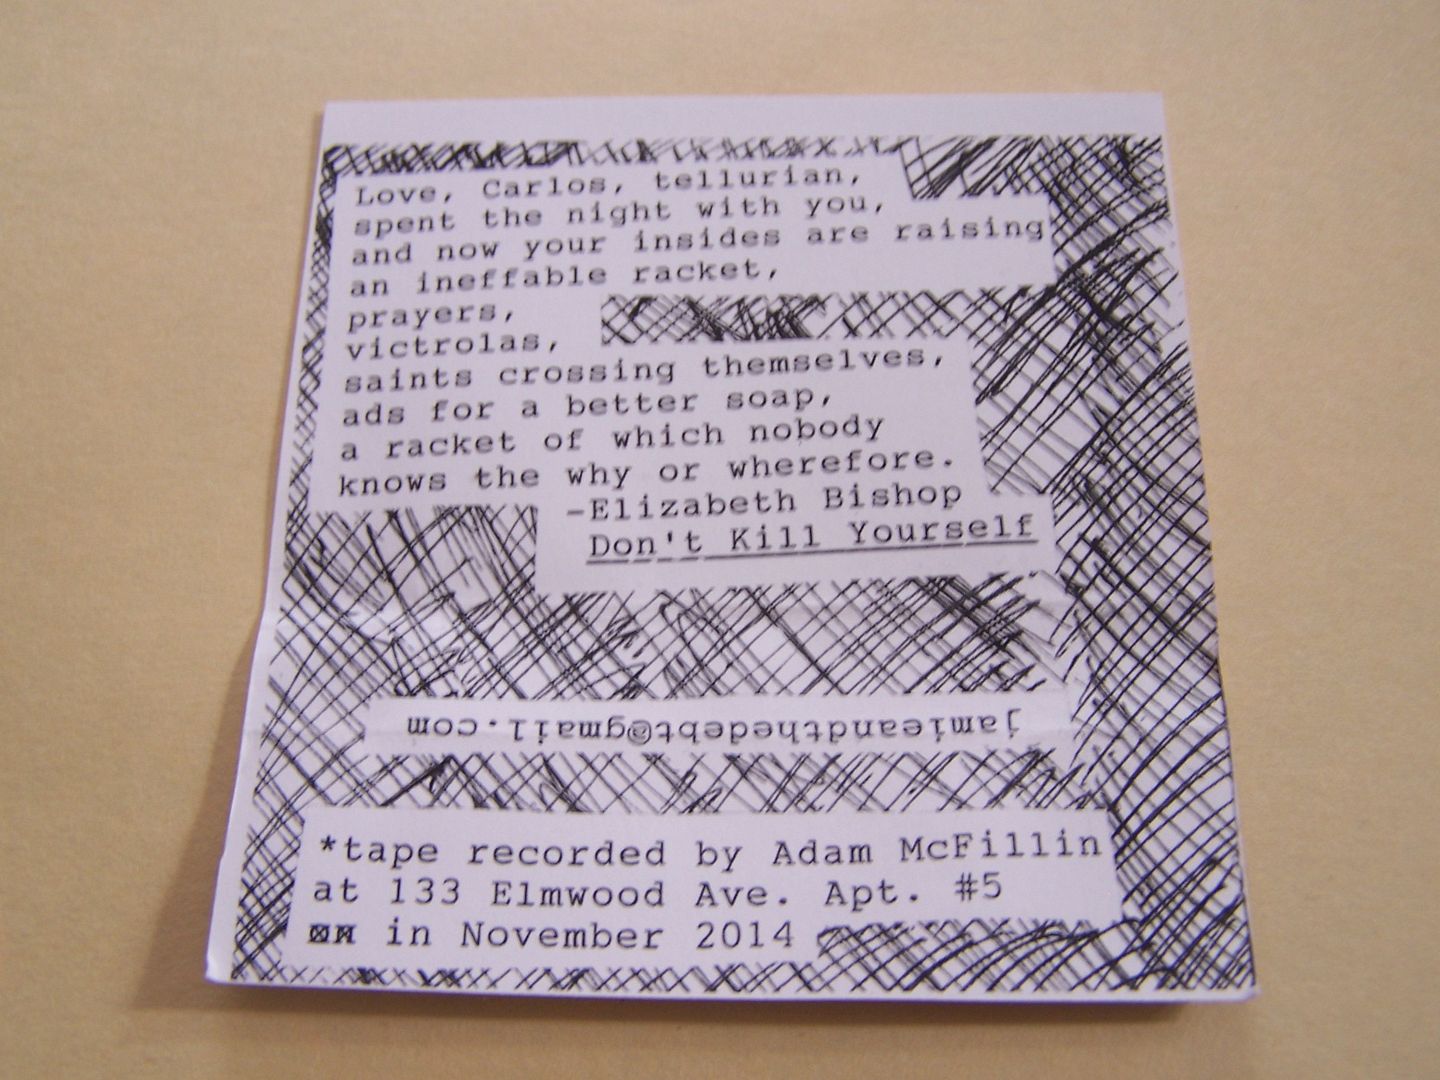 Love, Carlos, tellurian,
spent the night with you,
and now your insides are raising
an ineffable racket,
prayers,
victrolas,
saints crossing themselves,
ads for a better soap,
a racket of which nobody
knows the why or wherefore.
-Elizabeth Bishop
Don't Kill Yourself
jamieandthedebt@gmail.com
*tape recorded by Adam McFillin
at 133 Elmwood Ave. Apt. #5
in November 2014